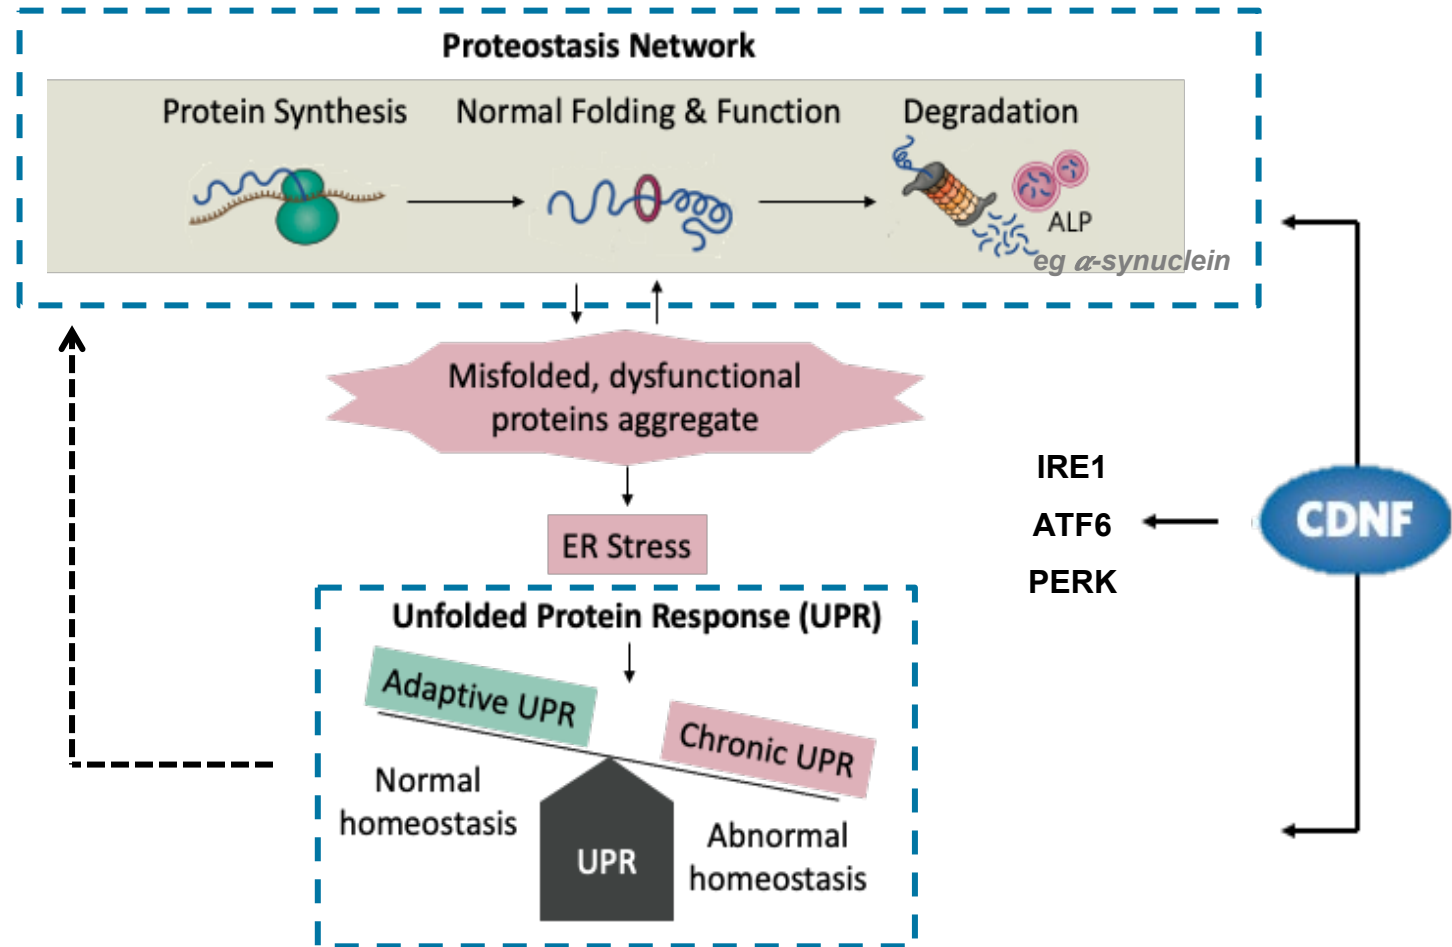 Proteostasis Network
Protein Synthesis
Normal Folding & Function
Degradation
ALP
eg α-synuclein
Misfolded, dysfunctional
proteins aggregate
IRE1
ATF6
PERK
CDNF
ER Stress
Unfolded Protein Response (UPR)
Adaptive UPR
Chronic UPR
Normal
homeostasis
UPR
Abnormal
homeostasis